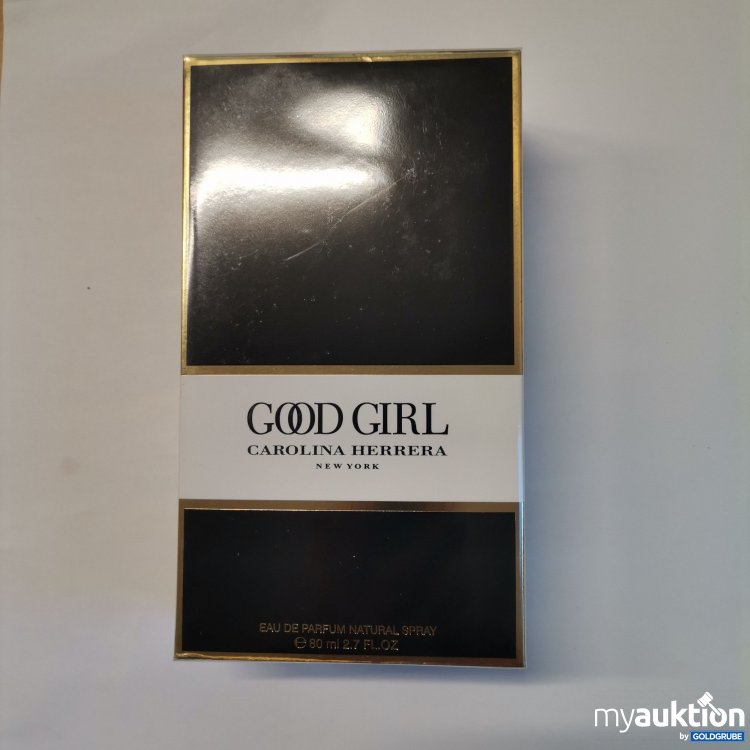 GOOD GIRL
CAROLINA HERRERA
NEW YORK
EAU DE PARFUM NATURAL SPRAY
℮ 80 ml 2.7 FL.OZ
myauktion
by GOLDGRUBE